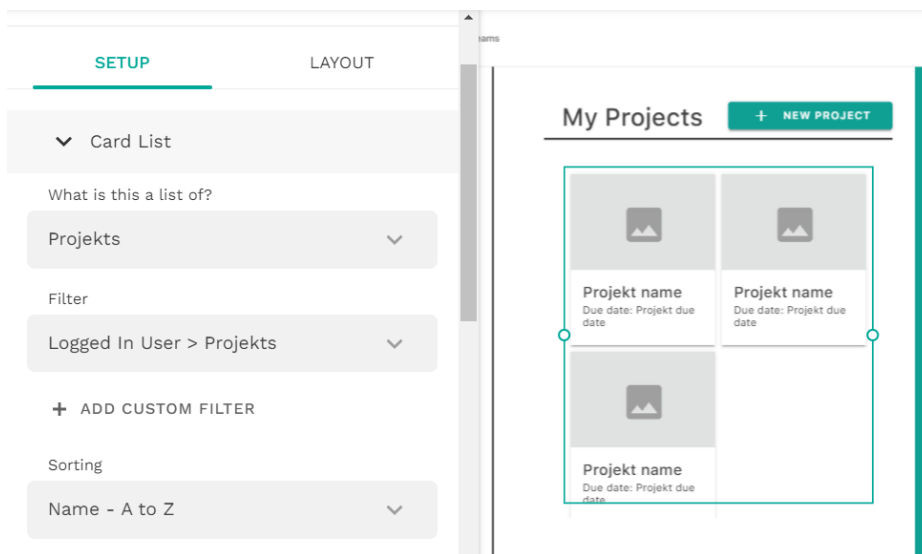 SETUP
LAYOUT
Card List
What is this a list of?
Projekts
Filter
Logged In User > Projekts
+ ADD CUSTOM FILTER
Sorting
Name - A to Z
My Projects
+ NEW PROJECT
Projekt name
Due date: Projekt due
date
Projekt name
Due date: Projekt due
date
Projekt name
Due date: Projekt due
date